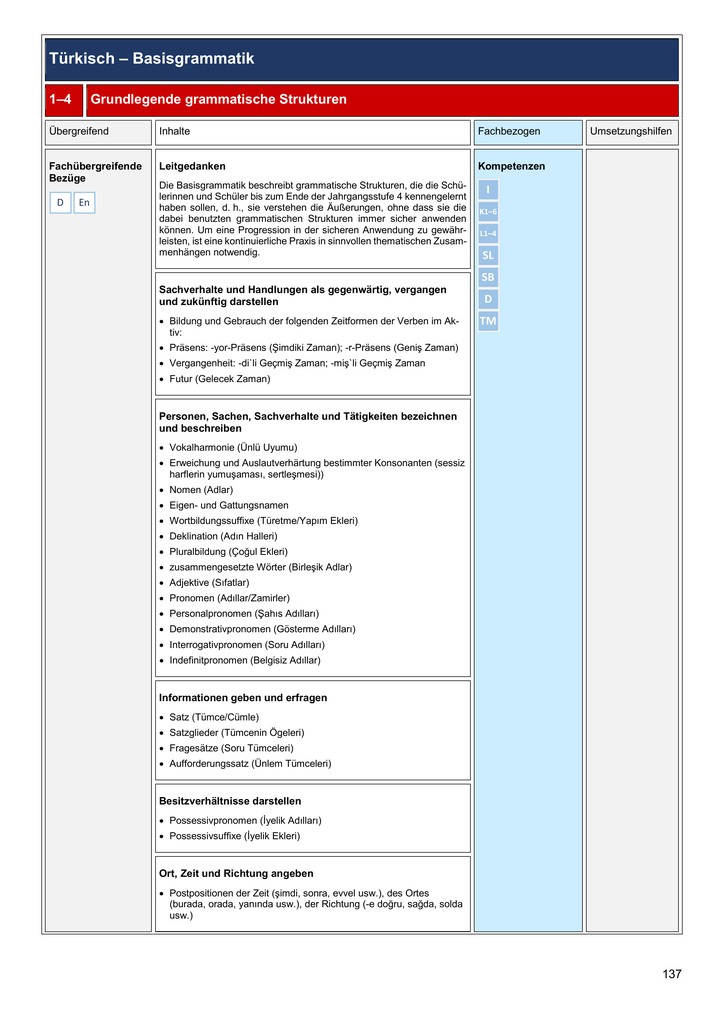 Türkisch – Basisgrammatik
1–4 Grundlegende grammatische Strukturen
Übergreifend Inhalte Fachbezogen Umsetzungshilfen
Fachübergreifende
Bezüge
D En
Leitgedanken
Die Basisgrammatik beschreibt grammatische Strukturen, die die Schü-
lerinnen und Schüler bis zum Ende der Jahrgangsstufe 4 kennengelernt
haben sollen, d. h., sie verstehen die Äußerungen, ohne dass sie die
dabei benutzten grammatischen Strukturen immer sicher anwenden
können. Um eine Progression in der sicheren Anwendung zu gewähr-
leisten, ist eine kontinuierliche Praxis in sinnvollen thematischen Zusam-
menhängen notwendig.
Sachverhalte und Handlungen als gegenwärtig, vergangen
und zukünftig darstellen
• Bildung und Gebrauch der folgenden Zeitformen der Verben im Ak-
tiv:
• Präsens: -yor-Präsens (Şimdiki Zaman); -r-Präsens (Geniş Zaman)
• Vergangenheit: -di`li Geçmiş Zaman; -miş`li Geçmiş Zaman
• Futur (Gelecek Zaman)
Personen, Sachen, Sachverhalte und Tätigkeiten bezeichnen
und beschreiben
• Vokalharmonie (Ünlü Uyumu)
• Erweichung und Auslautverhärtung bestimmter Konsonanten (sessiz
harflerin yumuşaması, sertleşmesi))
• Nomen (Adlar)
• Eigen- und Gattungsnamen
• Wortbildungssuffixe (Türetme/Yapım Ekleri)
• Deklination (Adın Halleri)
• Pluralbildung (Çoğul Ekleri)
• zusammengesetzte Wörter (Birleşik Adlar)
• Adjektive (Sıfatlar)
• Pronomen (Adıllar/Zamirler)
• Personalpronomen (Şahıs Adılları)
• Demonstrativpronomen (Gösterme Adılları)
• Interrogativpronomen (Soru Adılları)
• Indefinitpronomen (Belgisiz Adıllar)
Informationen geben und erfragen
• Satz (Tümce/Cümle)
• Satzglieder (Tümcenin Ögeleri)
• Fragesätze (Soru Tümceleri)
• Aufforderungssatz (Ünlem Tümceleri)
Besitzverhältnisse darstellen
• Possessivpronomen (İyelik Adılları)
• Possessivsuffixe (İyelik Ekleri)
Ort, Zeit und Richtung angeben
• Postpositionen der Zeit (şimdi, sonra, evvel usw.), des Ortes
(burada, orada, yanında usw.), der Richtung (-e doğru, sağda, solda
usw.)
Kompetenzen
I
K1–6
L1–4
SL
SB
D
TM
137